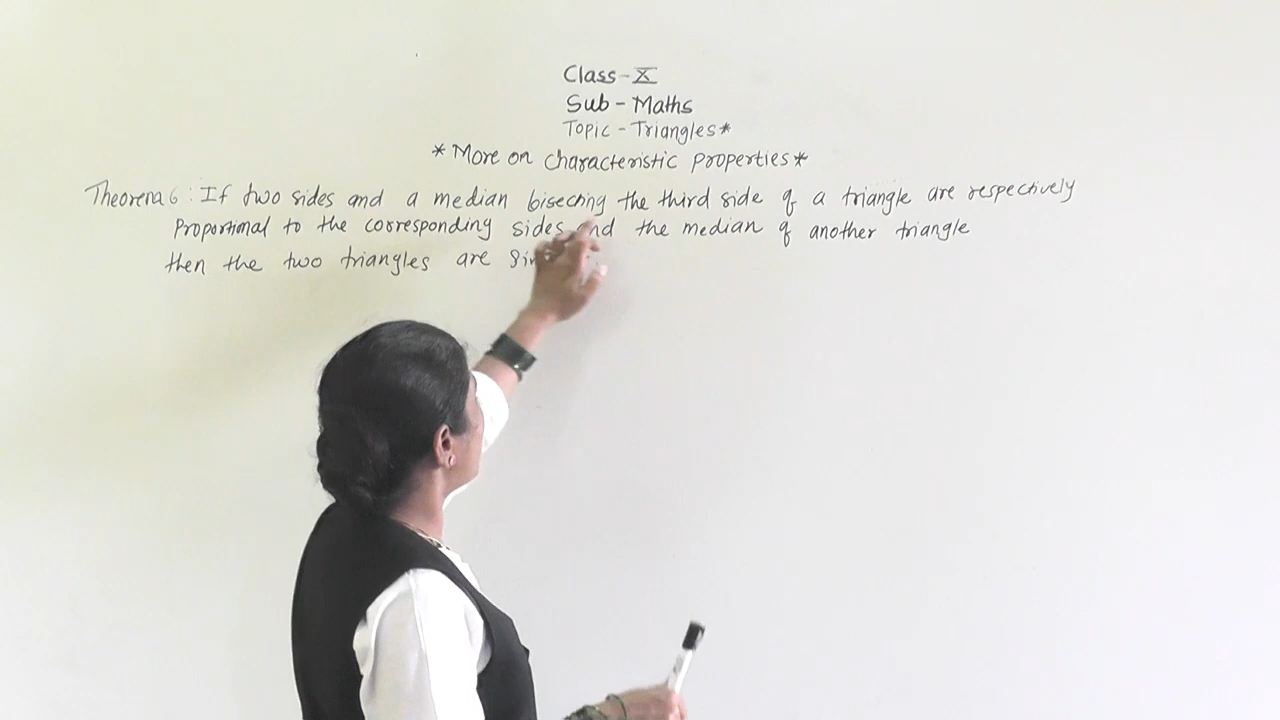 Class - X
Sub - Maths
Topic - Triangles*
*More on characteristic properties*
Theorem 6: If two sides and a median bisecting the third side of a triangle are respectively
Proportional to the corresponding sides and the median of another triangle
then the two triangles are